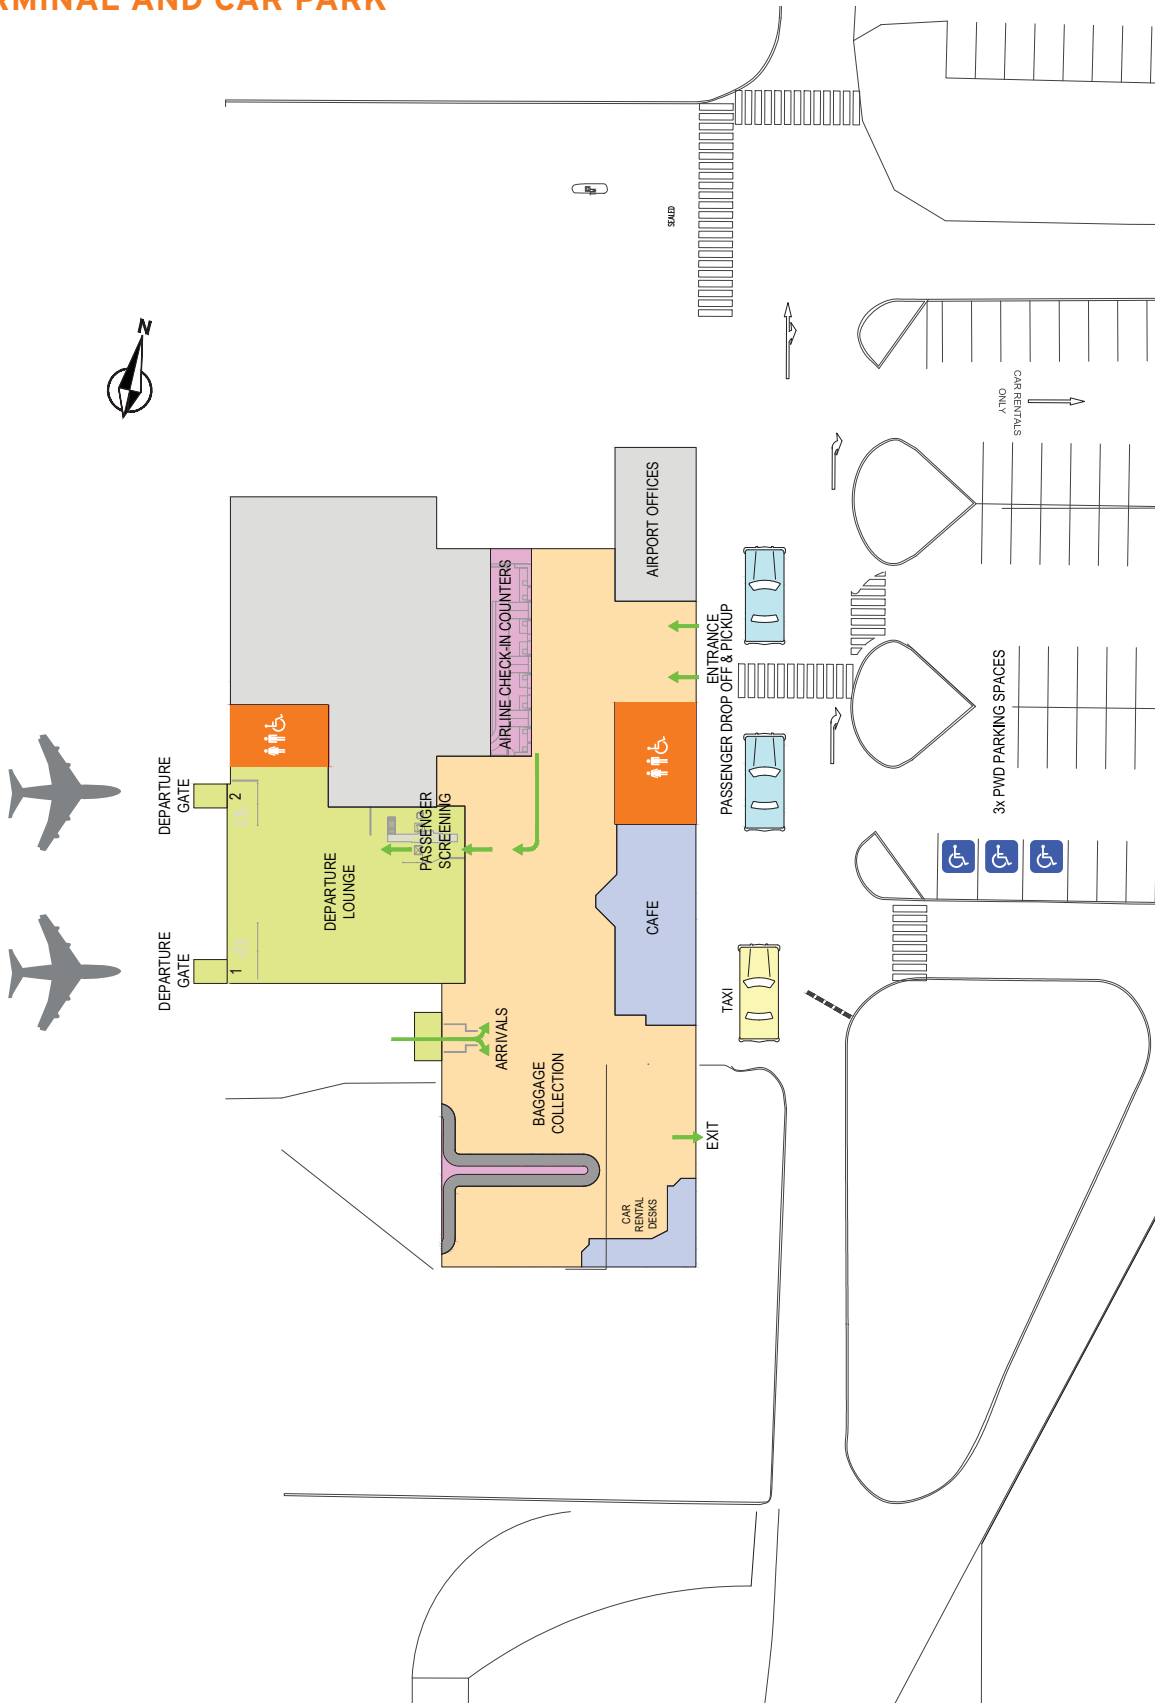 RMINAL AND CAR PARK
SEALED
N
CAR RENTALS
ONLY
AIRPORT OFFICES
AIRLINE CHECK-IN COUNTERS
ENTRANCE
PASSENGER DROP OFF & PICKUP
3x PWD PARKING SPACES
DEPARTURE
GATE
2
PASSENGER
SCREENING
DEPARTURE
LOUNGE
CAFE
DEPARTURE
GATE
1
TAXI
ARRIVALS
BAGGAGE
COLLECTION
EXIT
CAR
RENTAL
DESKS